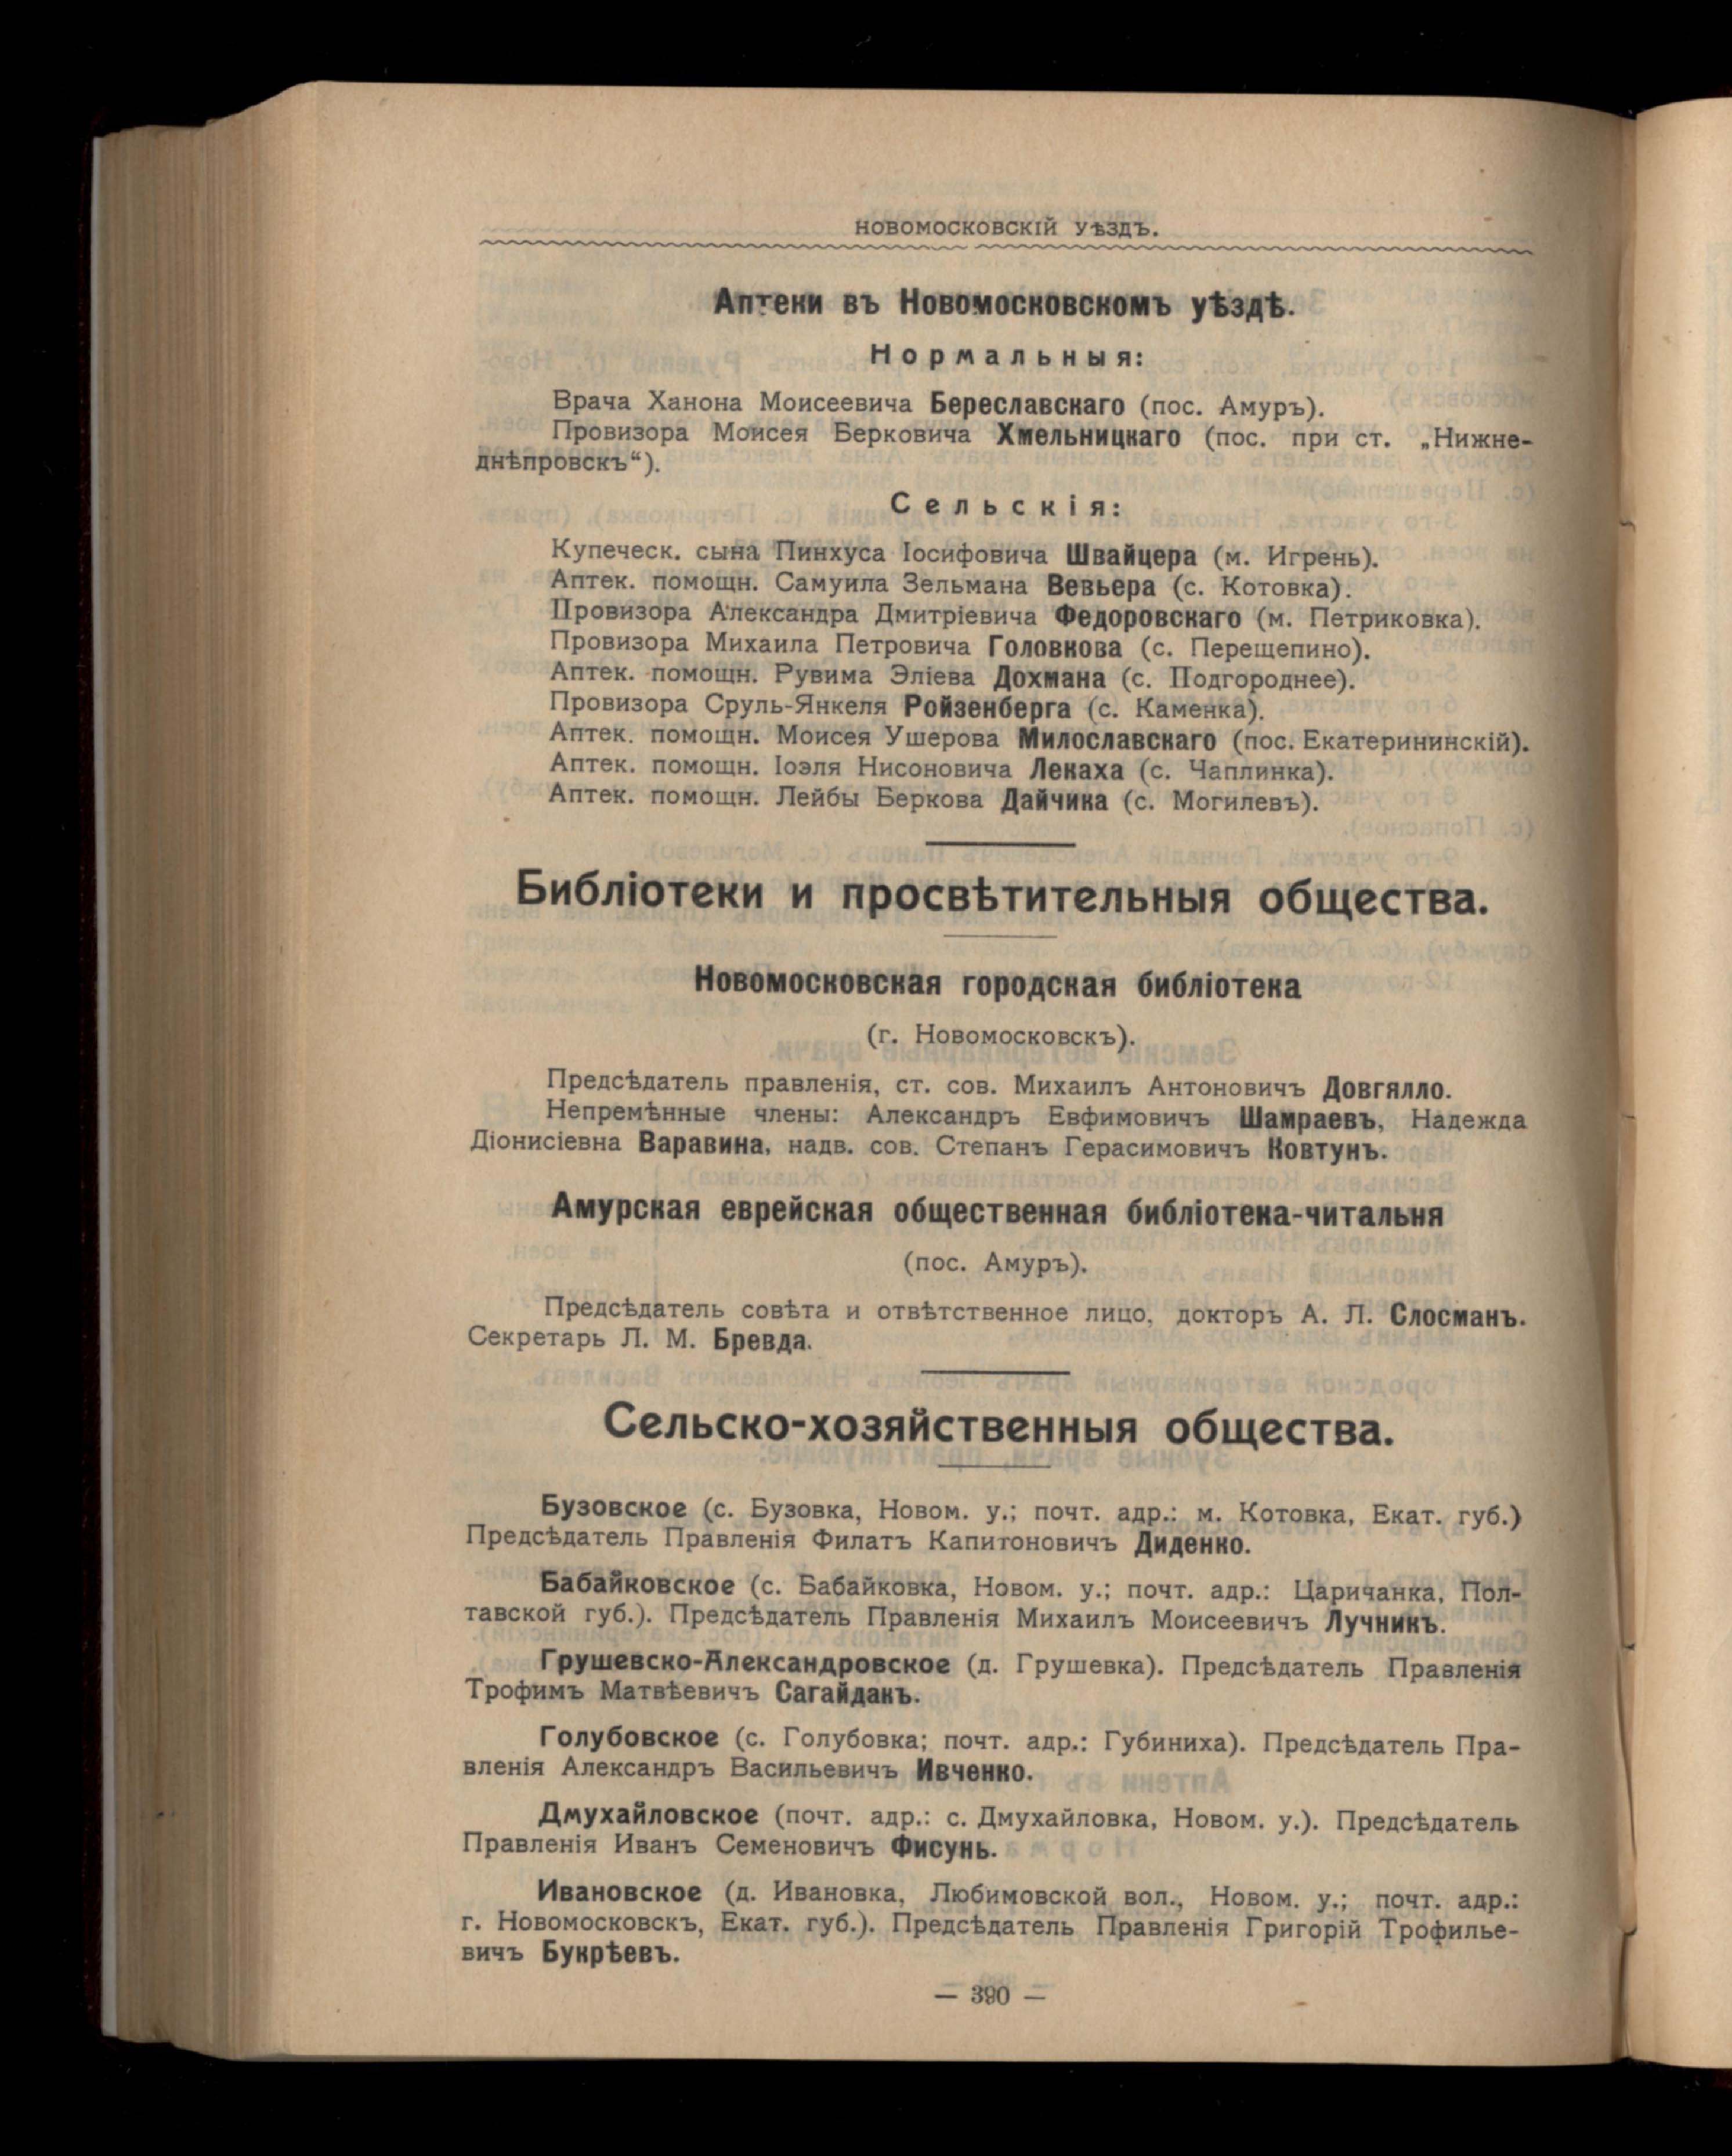 НОВОМОСКОВСКІЙ УѢЗДЪ.
Аптеки въ Новомосковскомъ уѣздѣ.
Нормальныя:
Врача Ханона Моисеевича Береславскаго (пос. Амуръ).
Провизора Моисея Берковича Хмельницкаго (пос. при ст. „Нижне-
днѣпровскъ“).
Сельскія:
Купеческ. сына Пинхуса Іосифовича Швайцера (м. Игрень).
Аптек. помощн. Самуила Зельмана Вевьера (с. Котовка).
Провизора Александра Дмитріевича Федоровскаго (м. Петриковка).
Провизора Михаила Петровича Головкова (с. Перещепино).
Аптек. помощн. Рувима Эліева Дохмана (с. Подгороднее).
Провизора Сруль-Янкеля Ройзенберга (с. Каменка).
Аптек. помощн. Моисея Ушерова Милославскаго (пос. Екатерининскій).
Аптек. помощн. Іоэля Нисоновича Лекаха (с. Чаплинка).
Аптек. помощн. Лейбы Беркова Дайчика (с. Могилевъ).
Библіотеки и просвѣтительныя общества.
Новомосковская городская библіотека
(г. Новомосковскъ).
Предсѣдатель правленія, ст. сов. Михаилъ Антоновичъ Довгялло.
Непремѣнные члены: Александръ Евфимовичъ Шамраевъ, Надежда
Діонисіевна Варавина, надв. сов. Степанъ Герасимовичъ Ковтунъ.
Амурская еврейская общественная библіотека-читальня
(пос. Амуръ).
Предсѣдатель совѣта и отвѣтственное лицо, докторъ А. Л. Слосманъ.
Секретарь Л. М. Бревда.
Сельско-хозяйственныя общества.
Бузовское (с. Бузовка, Новом. у.; почт. адр.: м. Котовка, Екат. губ.)
Предсѣдатель Правленія Филатъ Капитоновичъ Диденко.
Бабайковское (с. Бабайковка, Новом. у.; почт. адр.: Царичанка, Пол-
тавской губ.). Предсѣдатель Правленія Михаилъ Моисеевичъ Лучникъ.
Грушевско-Александровское (д. Грушевка). Предсѣдатель Правленія
Трофимъ Матвѣевичъ Сагайдакъ.
Голубовское (с. Голубовка; почт. адр.: Губиниха). Предсѣдатель Пра-
вленія Александръ Васильевичъ Ивченко.
Дмухайловское (почт. адр.: с. Дмухайловка, Новом. у.). Предсѣдатель
Правленія Иванъ Семеновичъ Фисунь.
Ивановское (д. Ивановка, Любимовской вол., Новом. у.; почт. адр.:
г. Новомосковскъ, Екат. губ.). Предсѣдатель Правленія Григорій Трофилье-
вичъ Букрѣевъ.
— 390 —